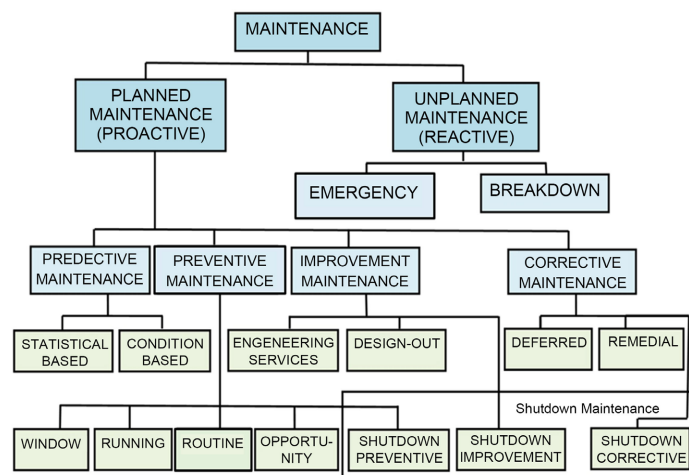 MAINTENANCE
PLANNED
MAINTENANCE
(PROACTIVE)
UNPLANNED
MAINTENANCE
(REACTIVE)
EMERGENCY
BREAKDOWN
PREDECTIVE
MAINTENANCE
PREVENTIVE
MAINTENANCE
IMPROVEMENT
MAINTENANCE
CORRECTIVE
MAINTENANCE
STATISTICAL
BASED
CONDITION
BASED
ENGENEERING
SERVICES
DESIGN-OUT
DEFERRED
REMEDIAL
Shutdown Maintenance
WINDOW
RUNNING
ROUTINE
OPPORTU-
NITY
SHUTDOWN
PREVENTIVE
SHUTDOWN
IMPROVEMENT
SHUTDOWN
CORRECTIVE